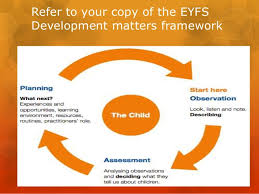 Refer to your copy of the EYFS
Development matters framework
Planning
What next?
Experiences and
opportunities, learning
environment, resources,
routines, practitioner's role.
The Child
Start here
Observation
Look, listen and note.
Describing
Assessment
Analysing observations
and deciding what they
tell us about children.